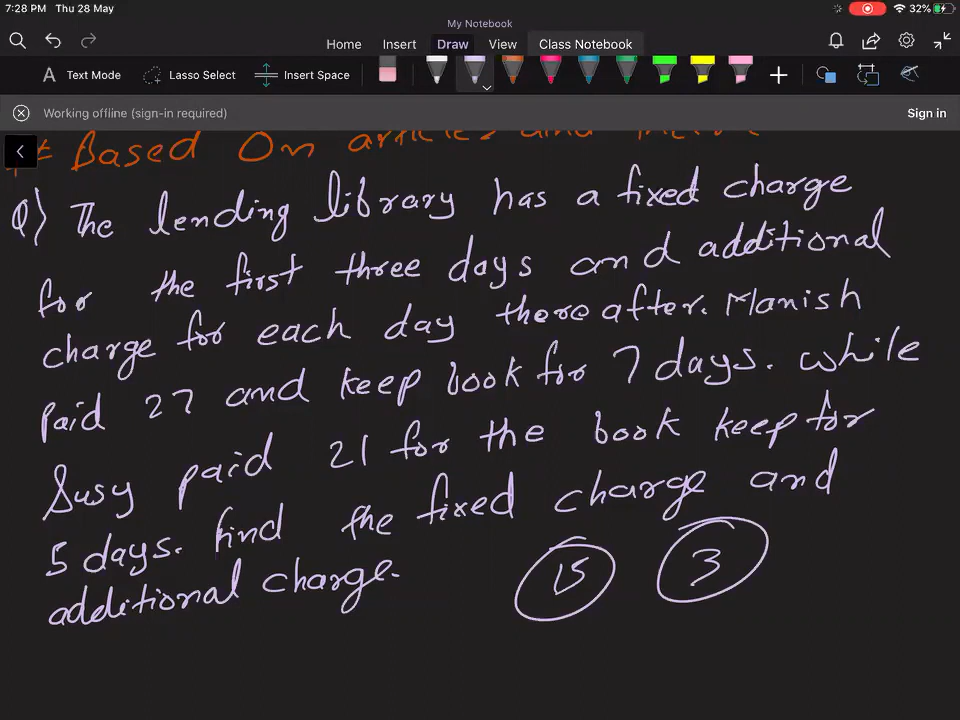 7:28 PM Thu 28 May
32%
My Notebook
Home Insert Draw View Class Notebook
A Text Mode Lasso Select Insert Space
Working offline (sign-in required) Sign in
Based On articles and
Q) The lending library has a fixed charge
for the first three days and additional
charge for each day thereafter. Manish
paid 27 and keep book for 7 days. while
Susy paid 21 for the book keep for
5 days. find the fixed charge and
additional charge. 15 3